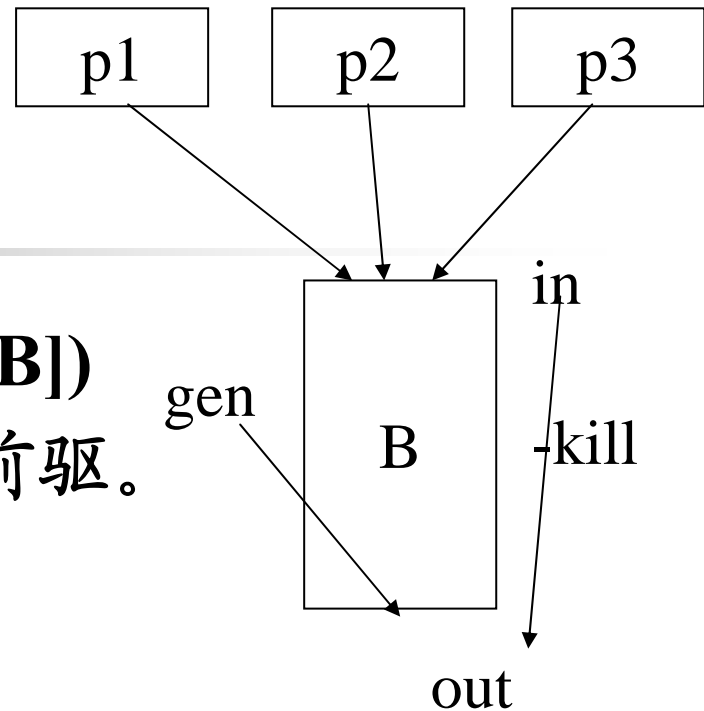 p1 p2 p3
in
B])
gen
B
-kill
前驱。
out